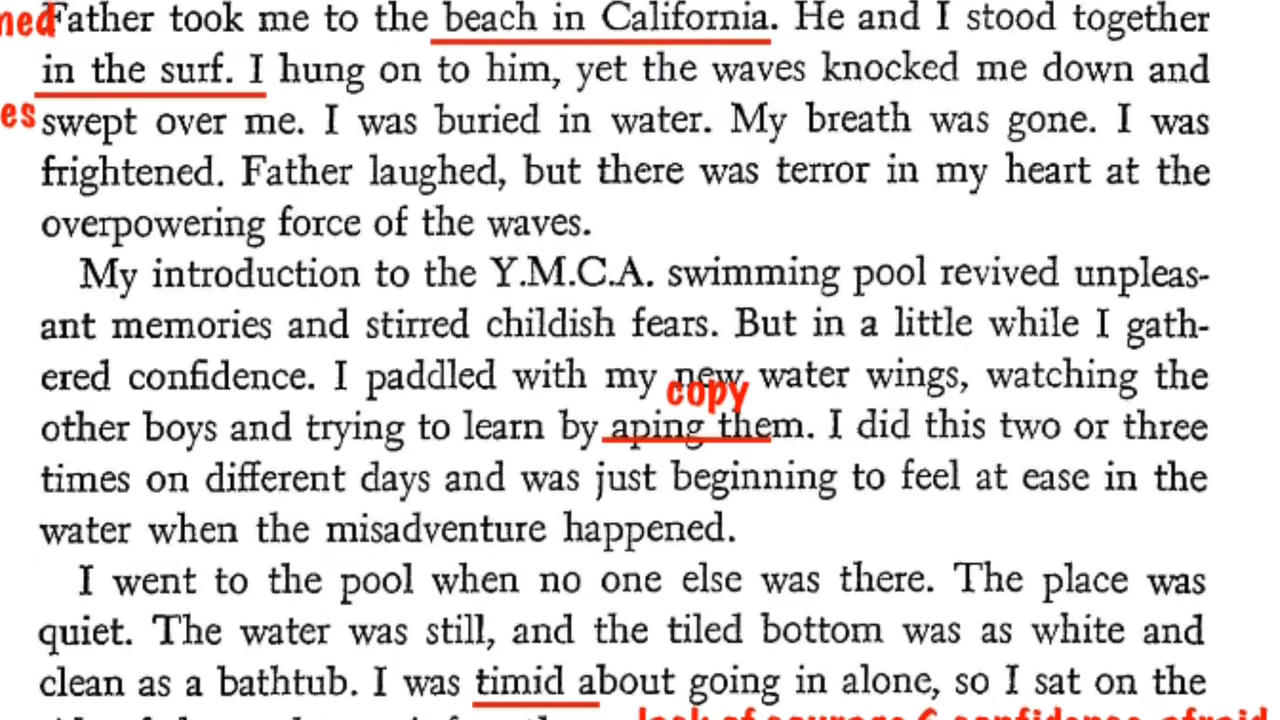 Father took me to the beach in California. He and I stood together
in the surf. I hung on to him, yet the waves knocked me down and
swept over me. I was buried in water. My breath was gone. I was
frightened. Father laughed, but there was terror in my heart at the
overpowering force of the waves.
My introduction to the Y.M.C.A. swimming pool revived unpleas-
ant memories and stirred childish fears. But in a little while I gath-
ered confidence. I paddled with my new water wings, watching the
copy
other boys and trying to learn by aping them. I did this two or three
times on different days and was just beginning to feel at ease in the
water when the misadventure happened.
I went to the pool when no one else was there. The place was
quiet. The water was still, and the tiled bottom was as white and
clean as a bathtub. I was timid about going in alone, so I sat on the
lack of courage & confidence, afraid